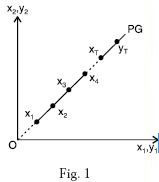 x2,y2
PG
xT
yT
x3
x4
x1
x2
O
x1,y1
Fig. 1